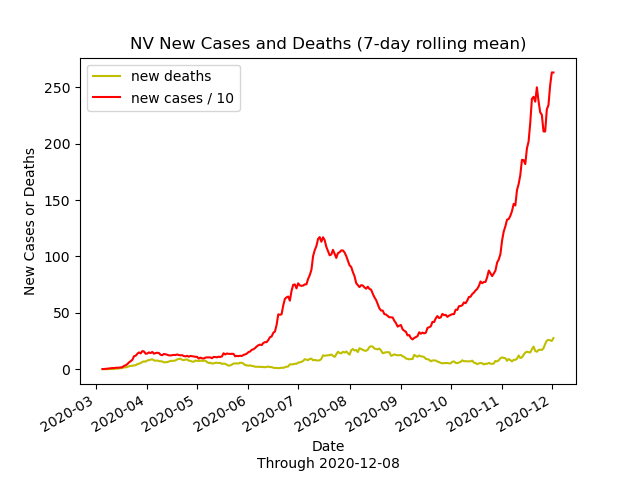 NV New Cases and Deaths (7-day rolling mean)
new deaths
new cases / 10
250
200
150
100
50
0
New Cases or Deaths
2020-03
2020-04
2020-05
2020-06
2020-07
2020-08
2020-09
2020-10
2020-11
2020-12
Date
Through 2020-12-08